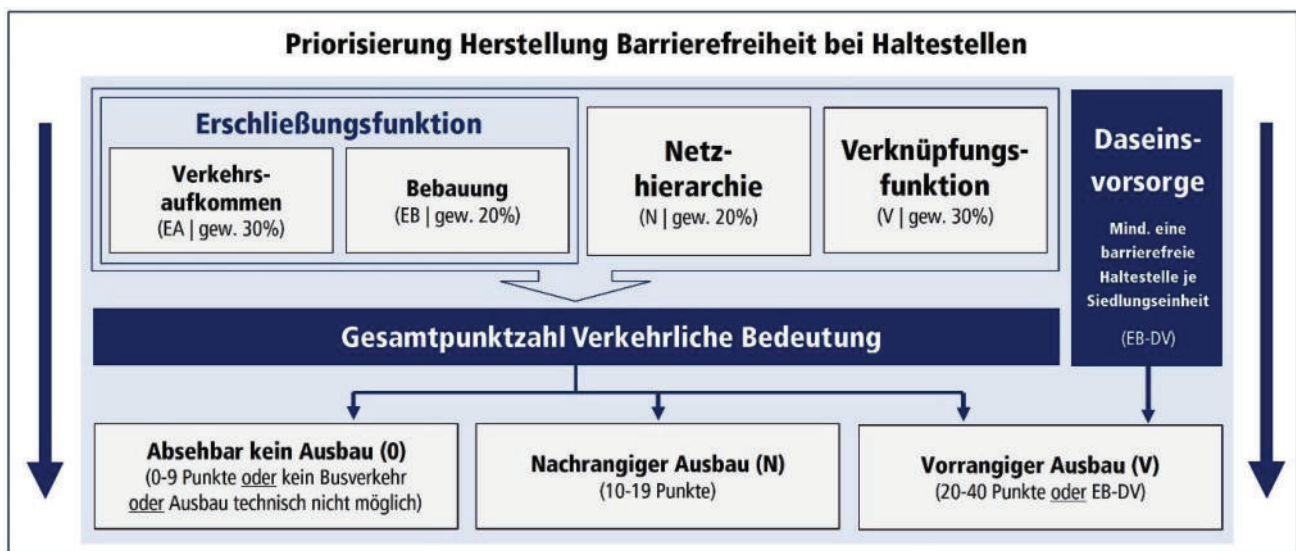 Priorisierung Herstellung Barrierefreiheit bei Haltestellen
Erschließungsfunktion
Verkehrs-
aufkommen
(EA | gew. 30%)
Bebauung
(EB | gew. 20%)
Netz-
hierarchie
(N | gew. 20%)
Verknüpfungs-
funktion
(V | gew. 30%)
Daseins-
vorsorge
Mind. eine
barrierefreie
Haltestelle je
Siedlungseinheit
(EB-DV)
Gesamtpunktzahl Verkehrliche Bedeutung
Absehbar kein Ausbau (0)
(0-9 Punkte oder kein Busverkehr
oder Ausbau technisch nicht möglich)
Nachrangiger Ausbau (N)
(10-19 Punkte)
Vorrangiger Ausbau (V)
(20-40 Punkte oder EB-DV)